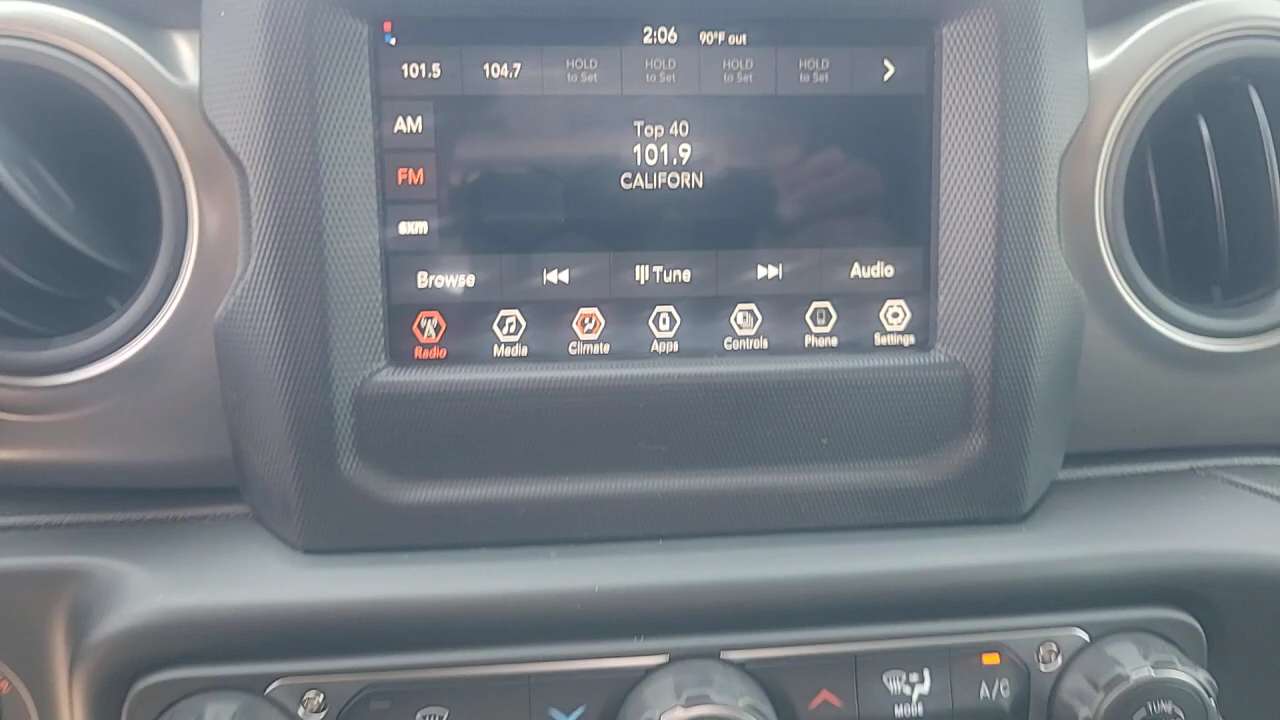 2:06 90°F out
101.5 104.7 HOLD to Set HOLD to Set HOLD to Set HOLD to Set
AM
FM
sxm
Top 40
101.9
CALIFORN
Browse Tune Audio
Radio Media Climate Apps Controls Phone Settings
MODE A/C TUNE